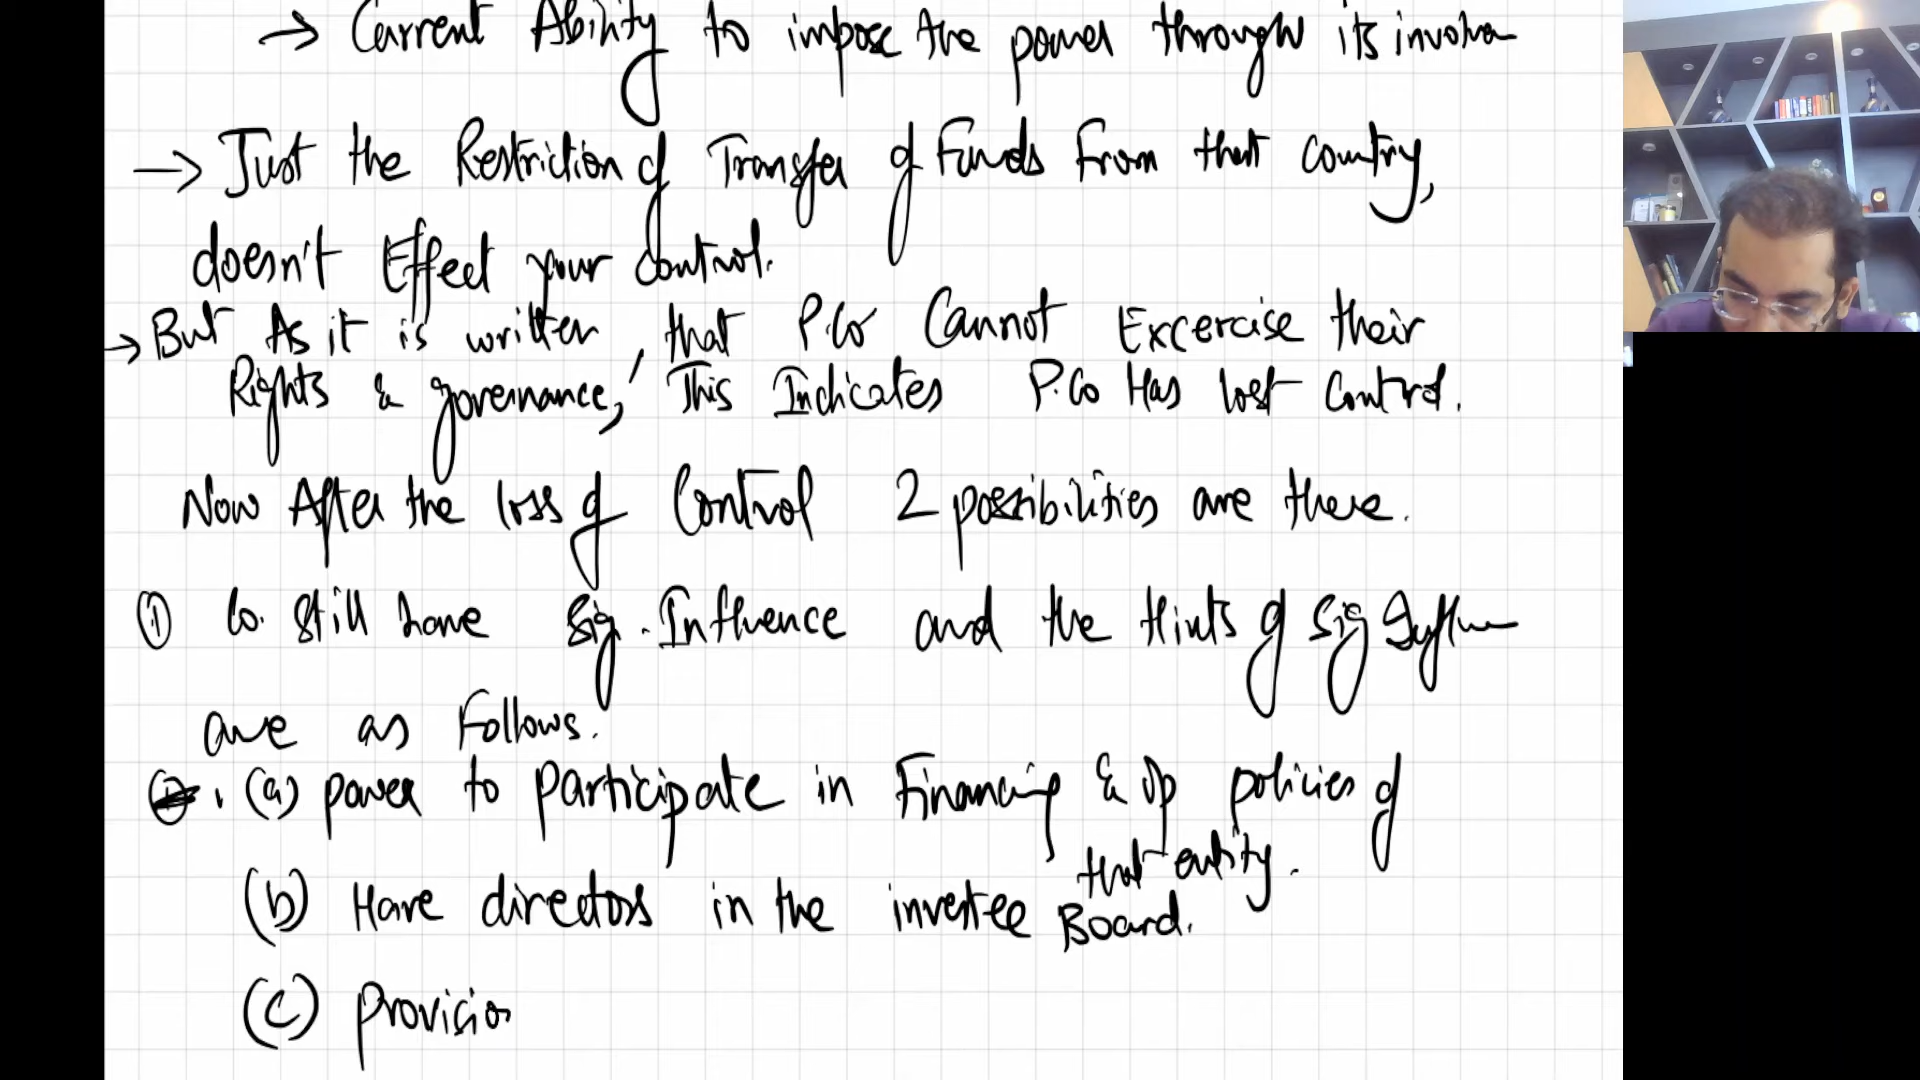 → Current Ability to impose the power through its involve
→ Just the Restriction of Transfer of Funds from that country,
doesn't Effect your control.
→ But As it is written, that P.Co Cannot Excercise their
Rights & governance, This Indicates P.Co Has lost Control.
Now After the loss of Control 2 possibilities are there.
① Co. Still have Sig. Influence and the Hints of Sig Influ
are as Follows.
(a) power to participate in Financing & Op policies of
that entity.
(b) Have directors in the investee Board.
(c) Provision